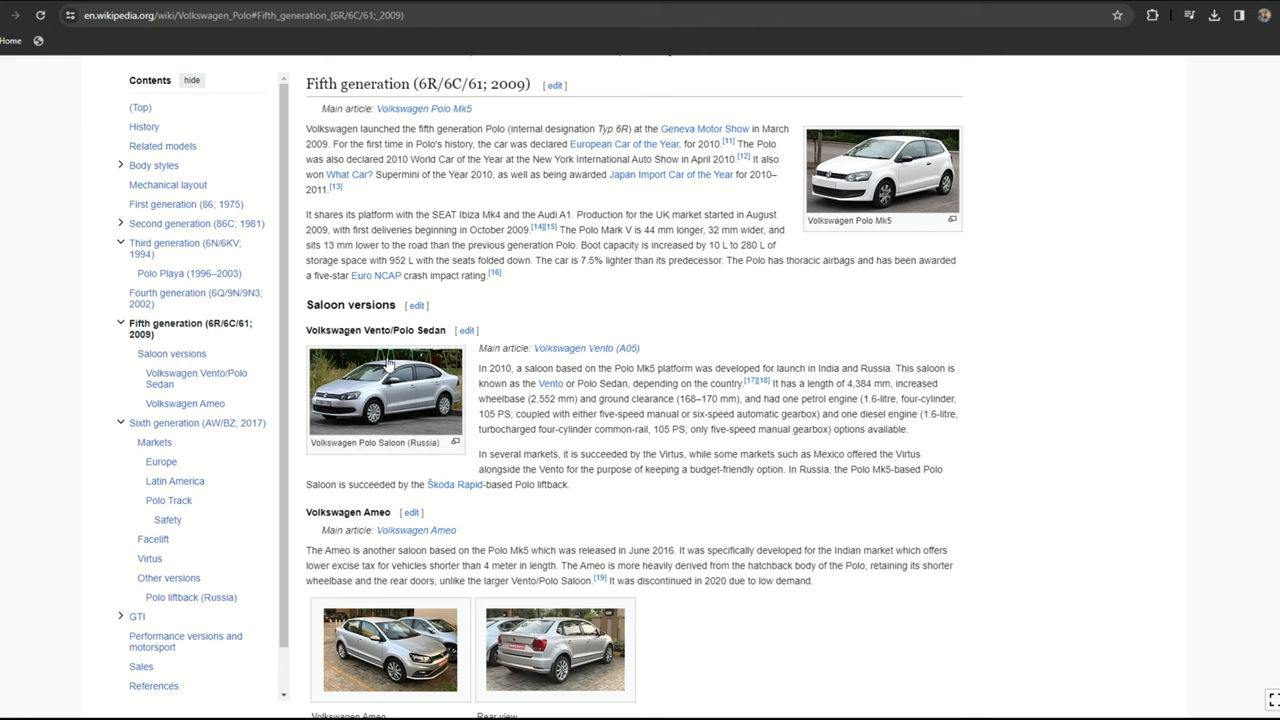 en.wikipedia.org/wiki/Volkswagen_Polo#Fifth_generation_(6R/6C/61;_2009)
Home
Contents hide
(Top)
History
Related models
Body styles
Mechanical layout
First generation (86; 1975)
Second generation (86C; 1981)
Third generation (6N/6KV;
1994)
Polo Playa (1996–2003)
Fourth generation (6Q/9N/9N3;
2002)
Fifth generation (6R/6C/61;
2009)
Saloon versions
Volkswagen Vento/Polo
Sedan
Volkswagen Ameo
Sixth generation (AW/BZ; 2017)
Markets
Europe
Latin America
Polo Track
Safety
Facelift
Virtus
Other versions
Polo liftback (Russia)
GTI
Performance versions and
motorsport
Sales
References
Fifth generation (6R/6C/61; 2009) [ edit ]
Main article: Volkswagen Polo Mk5
Volkswagen launched the fifth generation Polo (internal designation Typ 6R) at the Geneva Motor Show in March
2009. For the first time in Polo's history, the car was declared European Car of the Year, for 2010.[11] The Polo
was also declared 2010 World Car of the Year at the New York International Auto Show in April 2010.[12] It also
won What Car? Supermini of the Year 2010, as well as being awarded Japan Import Car of the Year for 2010–
2011.[13]
Volkswagen Polo Mk5
It shares its platform with the SEAT Ibiza Mk4 and the Audi A1. Production for the UK market started in August
2009, with first deliveries beginning in October 2009.[14][15] The Polo Mark V is 44 mm longer, 32 mm wider, and
sits 13 mm lower to the road than the previous generation Polo. Boot capacity is increased by 10 L to 280 L of
storage space with 952 L with the seats folded down. The car is 7.5% lighter than its predecessor. The Polo has thoracic airbags and has been awarded
a five-star Euro NCAP crash impact rating.[16]
Saloon versions [ edit ]
Volkswagen Vento/Polo Sedan [ edit ]
Volkswagen Polo Saloon (Russia)
Main article: Volkswagen Vento (A05)
In 2010, a saloon based on the Polo Mk5 platform was developed for launch in India and Russia. This saloon is
known as the Vento or Polo Sedan, depending on the country.[17][18] It has a length of 4,384 mm, increased
wheelbase (2,552 mm) and ground clearance (168–170 mm), and had one petrol engine (1.6-litre, four-cylinder,
105 PS; coupled with either five-speed manual or six-speed automatic gearbox) and one diesel engine (1.6-litre,
turbocharged four-cylinder common-rail, 105 PS; only five-speed manual gearbox) options available.
In several markets, it is succeeded by the Virtus, while some markets such as Mexico offered the Virtus
alongside the Vento for the purpose of keeping a budget-friendly option. In Russia, the Polo Mk5-based Polo
Saloon is succeeded by the Škoda Rapid-based Polo liftback.
Volkswagen Ameo [ edit ]
Main article: Volkswagen Ameo
The Ameo is another saloon based on the Polo Mk5 which was released in June 2016. It was specifically developed for the Indian market which offers
lower excise tax for vehicles shorter than 4 meter in length. The Ameo is more heavily derived from the hatchback body of the Polo, retaining its shorter
wheelbase and the rear doors, unlike the larger Vento/Polo Saloon.[19] It was discontinued in 2020 due to low demand.
Volkswagen Ameo
Rear view